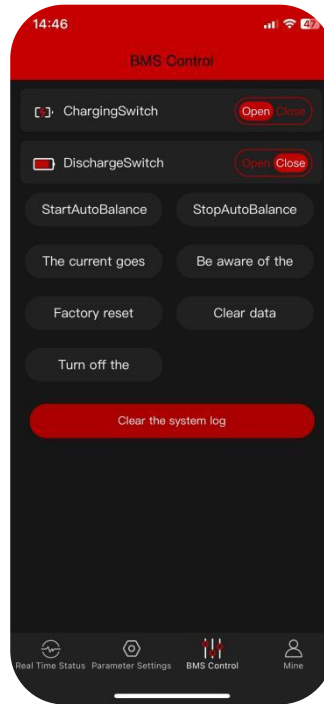 14:46
47
BMS Control
ChargingSwitch
Open Close
DischargeSwitch
Open Close
StartAutoBalance StopAutoBalance
The current goes Be aware of the
Factory reset Clear data
Turn off the
Clear the system log
Real Time Status Parameter Settings BMS Control Mine